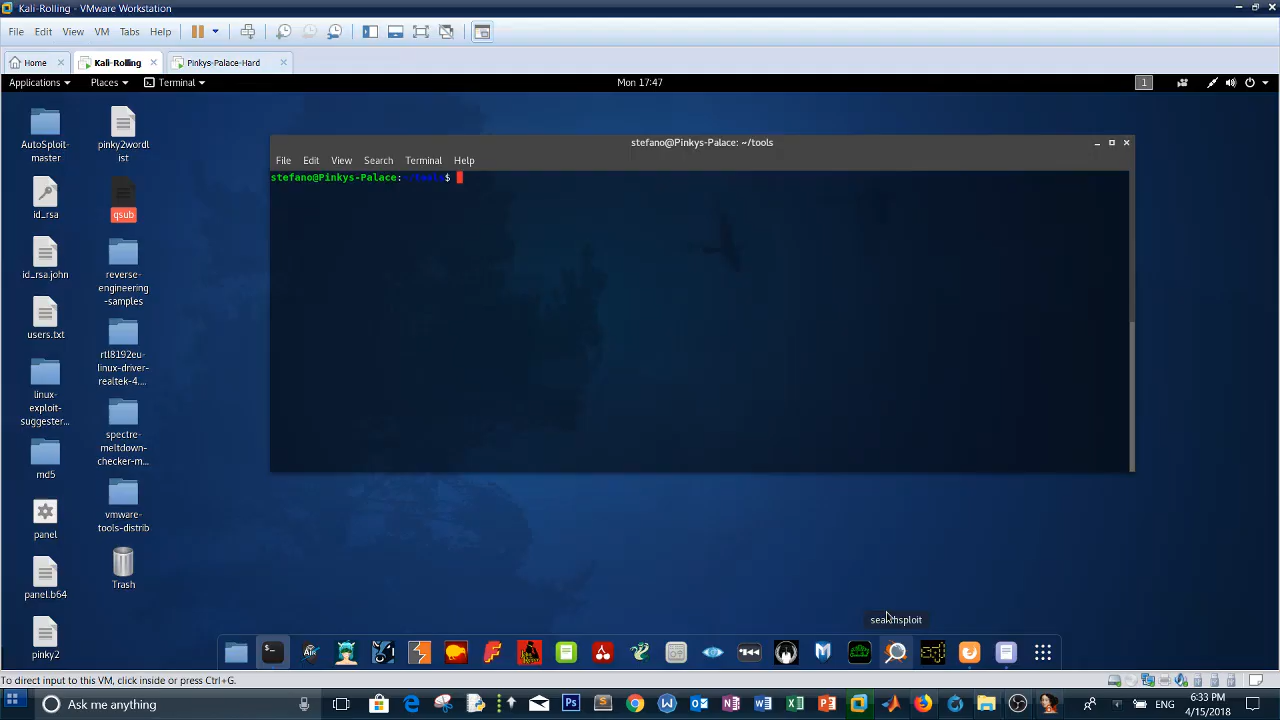 Kali-Rolling - VMware Workstation
File Edit View VM Tabs Help
Home Kali-Rolling Pinkys-Palace-Hard
Applications Places Terminal Mon 17:47 1
stefano@Pinkys-Palace: ~/tools
File Edit View Search Terminal Help
stefano@Pinkys-Palace:~/tools$
AutoSploit-
master
pinky2wordl
ist
id_rsa
qsub
id_rsa.john
reverse-
engineering
-samples
users.txt
rtl8192eu-
linux-driver-
realtek-4....
linux-
exploit-
suggester...
spectre-
meltdown-
checker-m...
md5
vmware-
tools-distrib
panel
Trash
panel.b64
pinky2
searchsploit
To direct input to this VM, click inside or press Ctrl+G.
Ask me anything
ENG
6:33 PM
4/15/2018